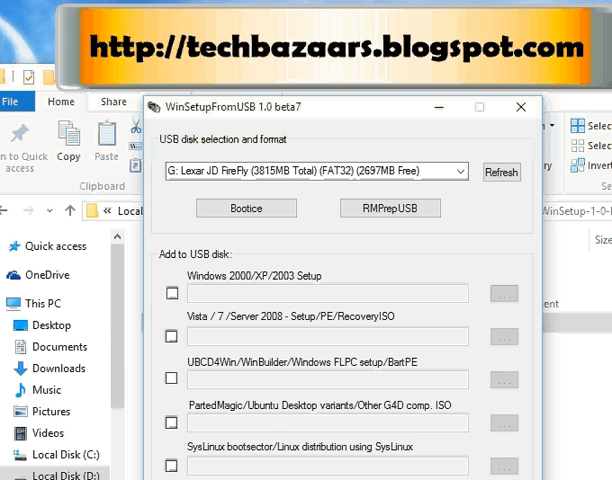 http://techbazaars.blogspot.com
File Home Share
WinSetupFromUSB 1.0 beta7
USB disk selection and format
G: Lexar JD FireFly (3815MB Total) (FAT32) (2697MB Free)
Refresh
Bootice
RMPrepUSB
Add to USB disk:
Windows 2000/XP/2003 Setup
...
Vista / 7 /Server 2008 - Setup/PE/RecoveryISO
...
UBCD4Win/WinBuilder/Windows FLPC setup/BartPE
...
PartedMagic/Ubuntu Desktop variants/Other G4D comp. ISO
...
SysLinux bootsector/Linux distribution using SysLinux
...
n to Quick
access
Copy
Paste
Clipboard
« Local
Quick access
OneDrive
This PC
Desktop
Documents
Downloads
Music
Pictures
Videos
Local Disk (C:)
Local Disk (D:)
Select
Select
Invert
Se
WinSetup-1-0-
Size